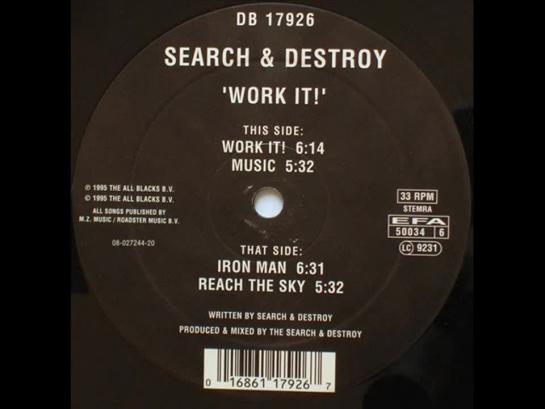 DB 17926
SEARCH & DESTROY
'WORK IT!'
THIS SIDE:
WORK IT! 6:14
MUSIC 5:32
℗ 1995 THE ALL BLACKS B.V.
© 1995 THE ALL BLACKS B.V.
ALL SONGS PUBLISHED BY
M.Z. MUSIC / ROADSTER MUSIC B.V.
08-027244-20
33 RPM
STEMRA
EFA
50034 6
LC 9231
THAT SIDE:
IRON MAN 6:31
REACH THE SKY 5:32
WRITTEN BY SEARCH & DESTROY
PRODUCED & MIXED BY THE SEARCH & DESTROY
0 16861 17926 7